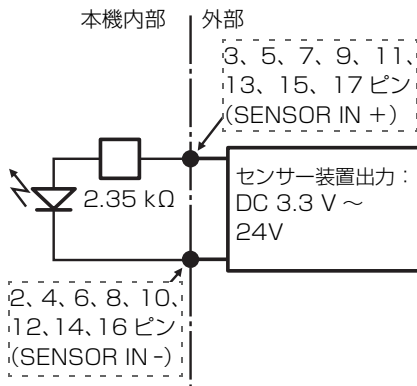 本機内部
外部
3、5、7、9、11、
13、15、17 ピン
(SENSOR IN +)
2.35 kΩ
センサー装置出力：
DC 3.3 V ～
24V
2、4、6、8、10、
12、14、16 ピン
(SENSOR IN -)